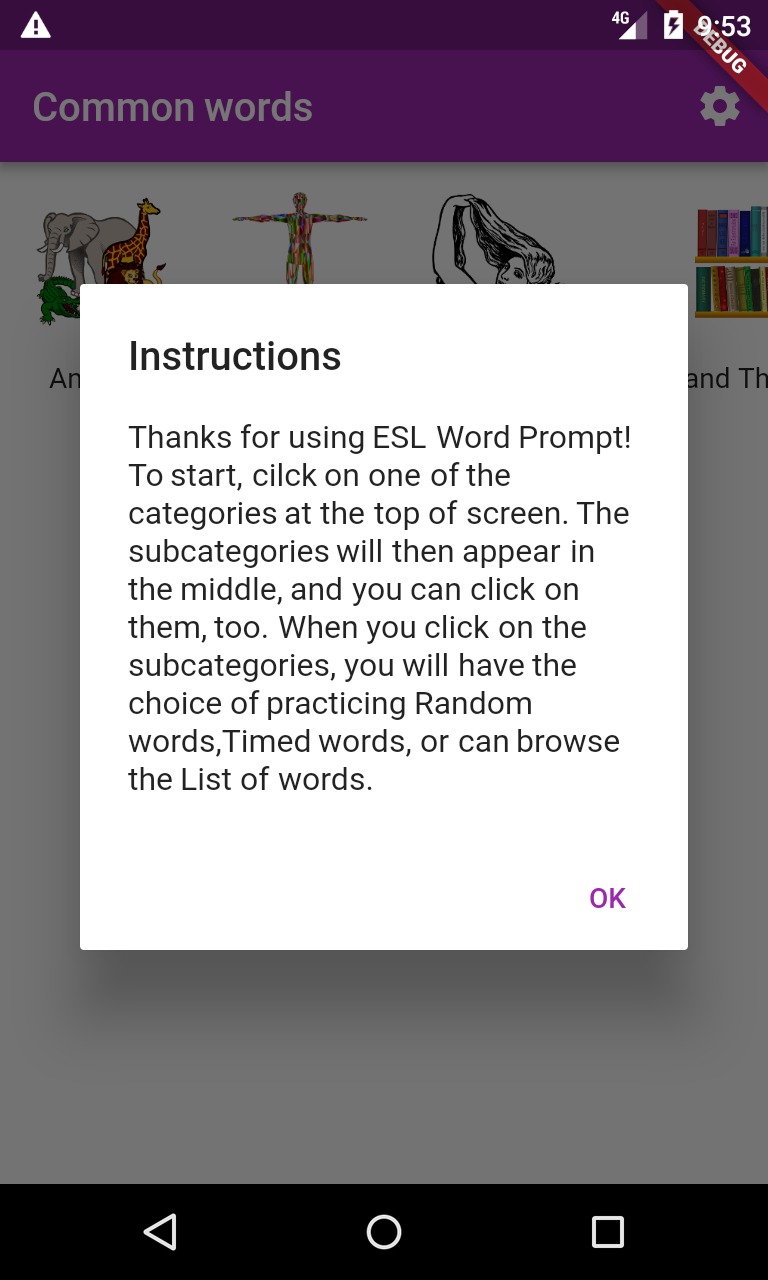 4G
9:53
DEBUG
Common words
An
and Th
Instructions
Thanks for using ESL Word Prompt!
To start, cilck on one of the
categories at the top of screen. The
subcategories will then appear in
the middle, and you can click on
them, too. When you click on the
subcategories, you will have the
choice of practicing Random
words,Timed words, or can browse
the List of words.
OK